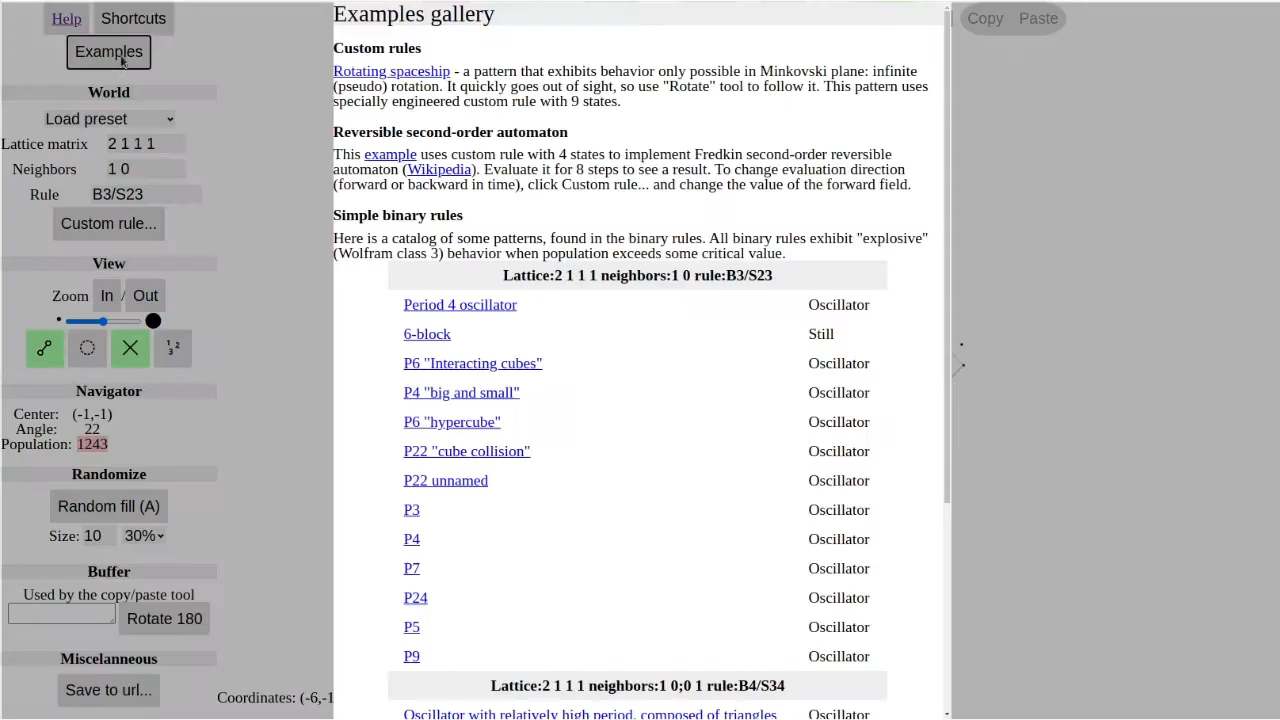 Help Shortcuts
Examples
World
Load preset
Lattice matrix 2 1 1 1
Neighbors 1 0
Rule B3/S23
Custom rule...
View
Zoom In / Out
1 2 3
Navigator
Center: (-1,-1)
Angle: 22
Population: 1243
Randomize
Random fill (A)
Size: 10 30%
Buffer
Used by the copy/paste tool
Rotate 180
Miscelanneous
Save to url...
Coordinates: (-6,-1
Examples gallery
Custom rules
Rotating spaceship - a pattern that exhibits behavior only possible in Minkovski plane: infinite
(pseudo) rotation. It quickly goes out of sight, so use "Rotate" tool to follow it. This pattern uses
specially engineered custom rule with 9 states.
Reversible second-order automaton
This example uses custom rule with 4 states to implement Fredkin second-order reversible
automaton (Wikipedia). Evaluate it for 8 steps to see a result. To change evaluation direction
(forward or backward in time), click Custom rule... and change the value of the forward field.
Simple binary rules
Here is a catalog of some patterns, found in the binary rules. All binary rules exhibit "explosive"
(Wolfram class 3) behavior when population exceeds some critical value.
Lattice:2 1 1 1 neighbors:1 0 rule:B3/S23
Period 4 oscillator Oscillator
6-block Still
P6 "Interacting cubes" Oscillator
P4 "big and small" Oscillator
P6 "hypercube" Oscillator
P22 "cube collision" Oscillator
P22 unnamed Oscillator
P3 Oscillator
P4 Oscillator
P7 Oscillator
P24 Oscillator
P5 Oscillator
P9 Oscillator
Lattice:2 1 1 1 neighbors:1 0;0 1 rule:B4/S34
Oscillator with relatively high period, composed of triangles Oscillator
Copy Paste